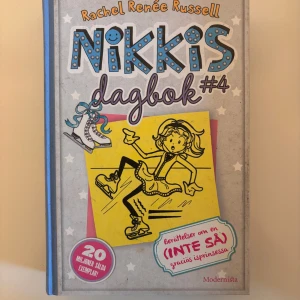 Rachel Renée Russell
NIKKIS
dagbok #4
Berättelser om en
(INTE SÅ)
graciös isprinsessa
20
MILJONER SÅLDA
EXEMPLAR!
Modernista